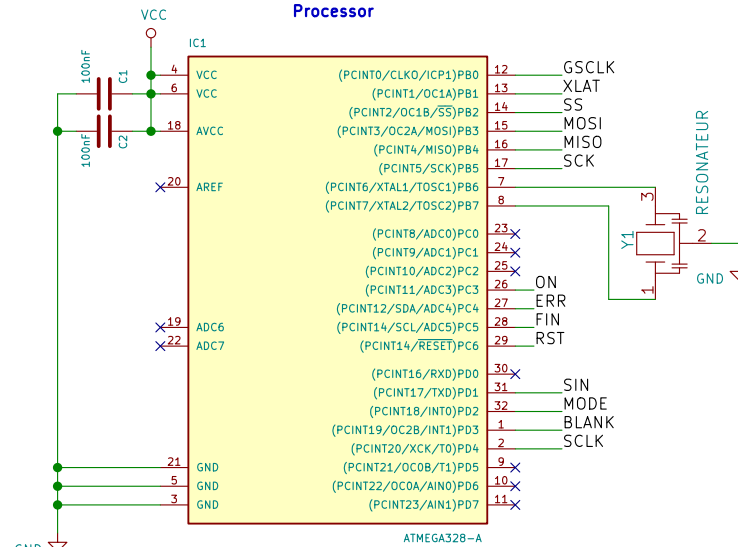 Processor
VCC
IC1
100nF
C1
100nF
C2
4 VCC
6 VCC
18 AVCC
20 AREF
19 ADC6
22 ADC7
21 GND
5 GND
3 GND
(PCINT0/CLKO/ICP1)PB0 12 GSCLK
(PCINT1/OC1A)PB1 13 XLAT
(PCINT2/OC1B/SS)PB2 14 SS
(PCINT3/OC2A/MOSI)PB3 15 MOSI
(PCINT4/MISO)PB4 16 MISO
(PCINT5/SCK)PB5 17 SCK
(PCINT6/XTAL1/TOSC1)PB6 7
(PCINT7/XTAL2/TOSC2)PB7 8
(PCINT8/ADC0)PC0 23
(PCINT9/ADC1)PC1 24
(PCINT10/ADC2)PC2 25
(PCINT11/ADC3)PC3 26 ON
(PCINT12/SDA/ADC4)PC4 27 ERR
(PCINT14/SCL/ADC5)PC5 28 FIN
(PCINT14/RESET)PC6 29 RST
(PCINT16/RXD)PD0 30
(PCINT17/TXD)PD1 31 SIN
(PCINT18/INT0)PD2 32 MODE
(PCINT19/OC2B/INT1)PD3 1 BLANK
(PCINT20/XCK/T0)PD4 2 SCLK
(PCINT21/OC0B/T1)PD5 9
(PCINT22/OC0A/AIN0)PD6 10
(PCINT23/AIN1)PD7 11
ATMEGA328-A
RESONATEUR
Y1
3
2
1
GND
GND